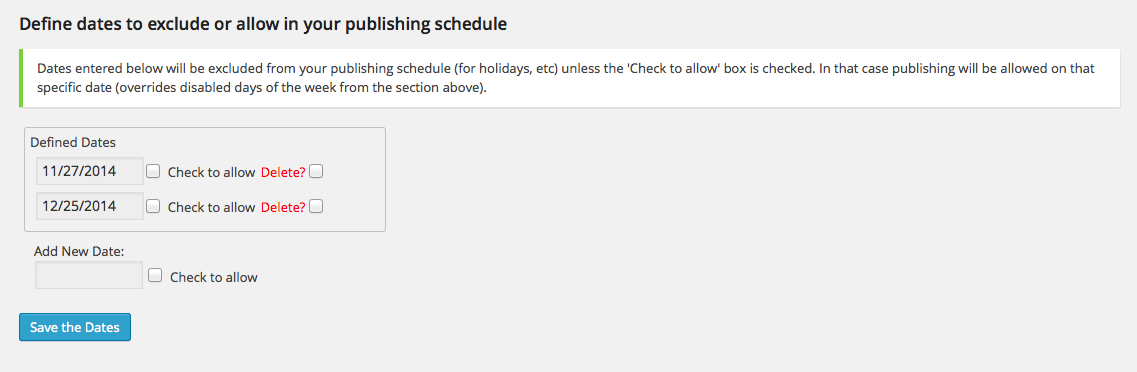 Define dates to exclude or allow in your publishing schedule
Dates entered below will be excluded from your publishing schedule (for holidays, etc) unless the 'Check to allow' box is checked. In that case publishing will be allowed on that
specific date (overrides disabled days of the week from the section above).
Defined Dates
11/27/2014 Check to allow Delete?
12/25/2014 Check to allow Delete?
Add New Date:
Check to allow
Save the Dates